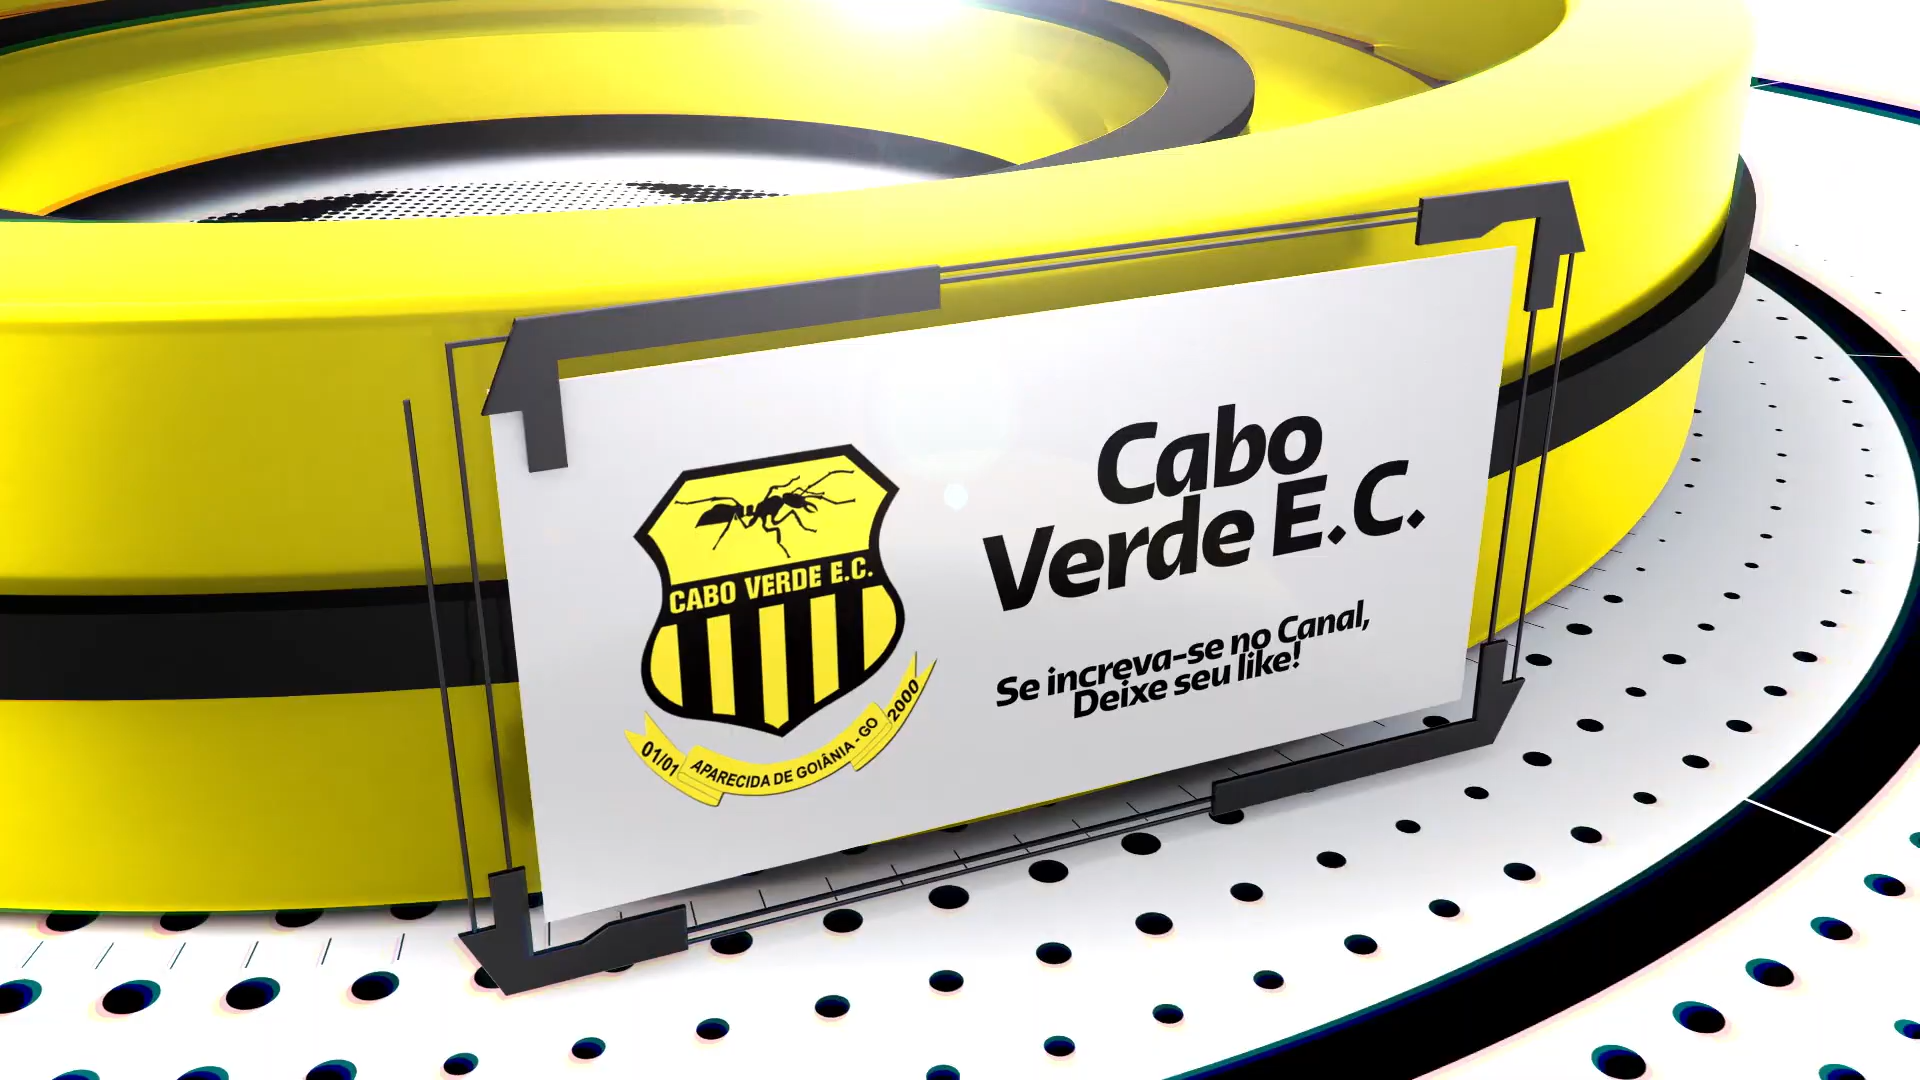 CABO VERDE E.C.
01/01 APARECIDA DE GOIÂNIA - GO 2000
Cabo
Verde E.C.
Se increva-se no Canal,
Deixe seu like!